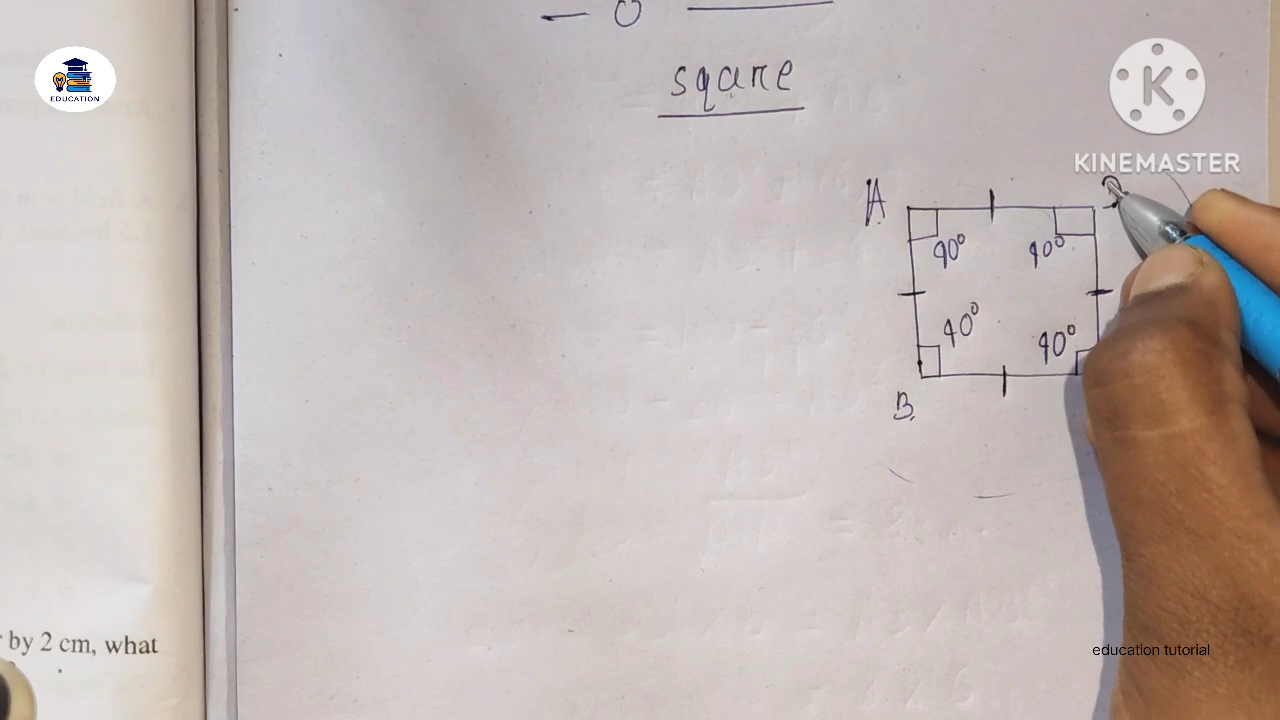 EDUCATION
sqare
K
KINEMASTER
A
90°
90°
90°
90°
B
by 2 cm, what
education tutorial